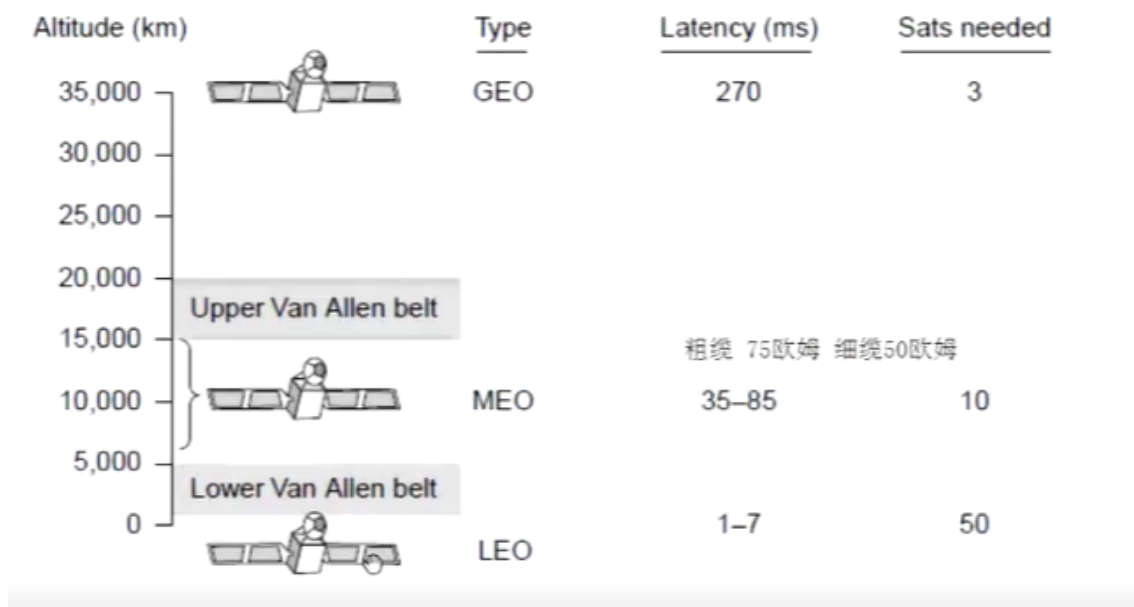 Altitude (km) Type Latency (ms) Sats needed
35,000 GEO 270 3
30,000
25,000
20,000
Upper Van Allen belt
15,000
粗缆 75欧姆 细缆50欧姆
10,000 MEO 35–85 10
5,000
Lower Van Allen belt
0 1–7 50
LEO